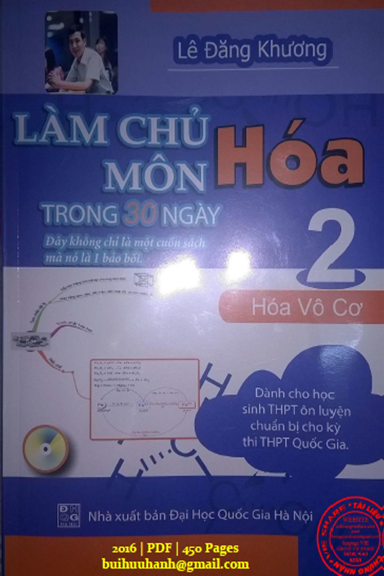 Lê Đăng Khương
LÀM CHỦ
MÔN
Hóa
TRONG 30 NGÀY
Đây không chỉ là một cuốn sách
mà nó là 1 bảo bối.
2
Hóa Vô Cơ
Dành cho học
sinh THPT ôn luyện
chuẩn bị cho kỳ
thi THPT Quốc Gia.
Nhà xuất bản Đại Học Quốc Gia Hà Nội
2016 | PDF | 450 Pages
buihuuhanh@gmail.com